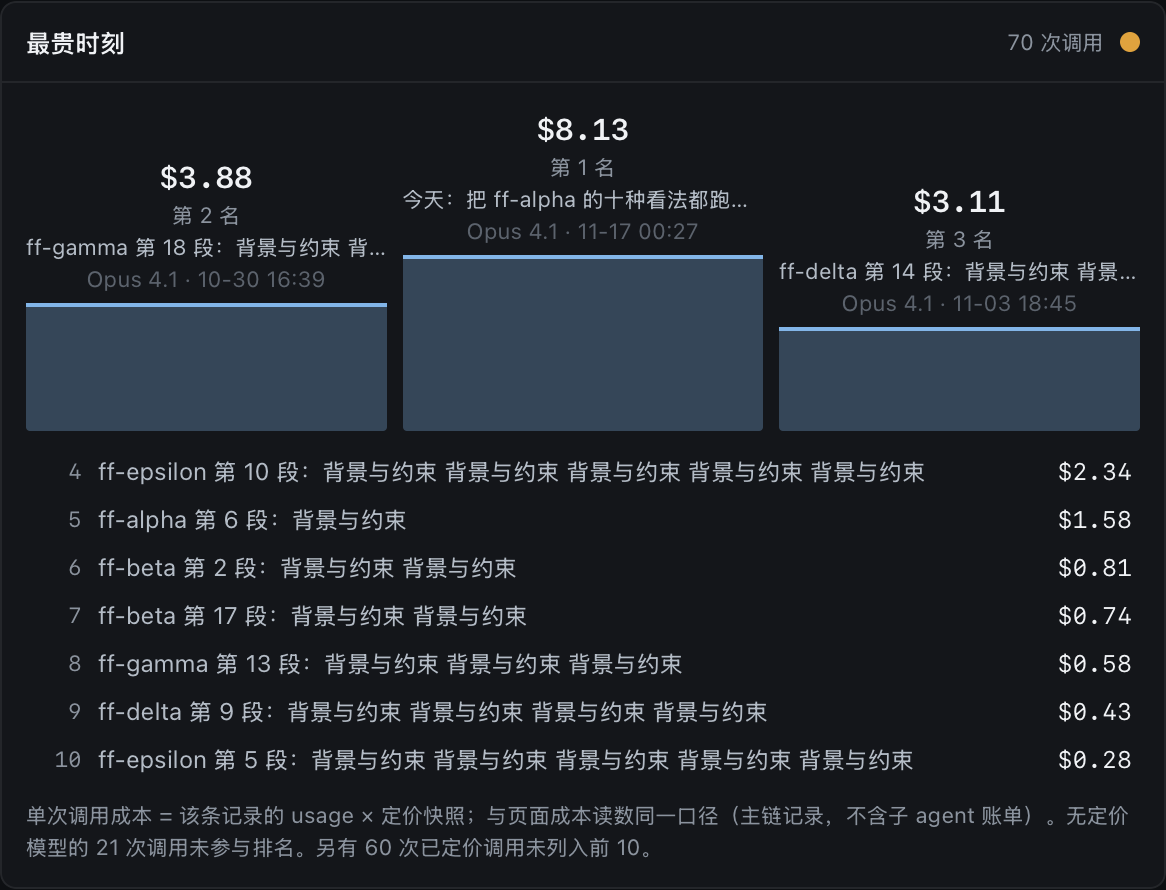 最贵时刻
70 次调用
$3.88
第 2 名
ff-gamma 第 18 段：背景与约束 背…
Opus 4.1 · 10-30 16:39
$8.13
第 1 名
今天：把 ff-alpha 的十种看法都跑…
Opus 4.1 · 11-17 00:27
$3.11
第 3 名
ff-delta 第 14 段：背景与约束 背景…
Opus 4.1 · 11-03 18:45
4 ff-epsilon 第 10 段：背景与约束 背景与约束 背景与约束 背景与约束 背景与约束 $2.34
5 ff-alpha 第 6 段：背景与约束 $1.58
6 ff-beta 第 2 段：背景与约束 背景与约束 $0.81
7 ff-beta 第 17 段：背景与约束 背景与约束 $0.74
8 ff-gamma 第 13 段：背景与约束 背景与约束 背景与约束 $0.58
9 ff-delta 第 9 段：背景与约束 背景与约束 背景与约束 背景与约束 $0.43
10 ff-epsilon 第 5 段：背景与约束 背景与约束 背景与约束 背景与约束 背景与约束 $0.28
单次调用成本 = 该条记录的 usage × 定价快照；与页面成本读数同一口径（主链记录，不含子 agent 账单）。无定价
模型的 21 次调用未参与排名。另有 60 次已定价调用未列入前 10。